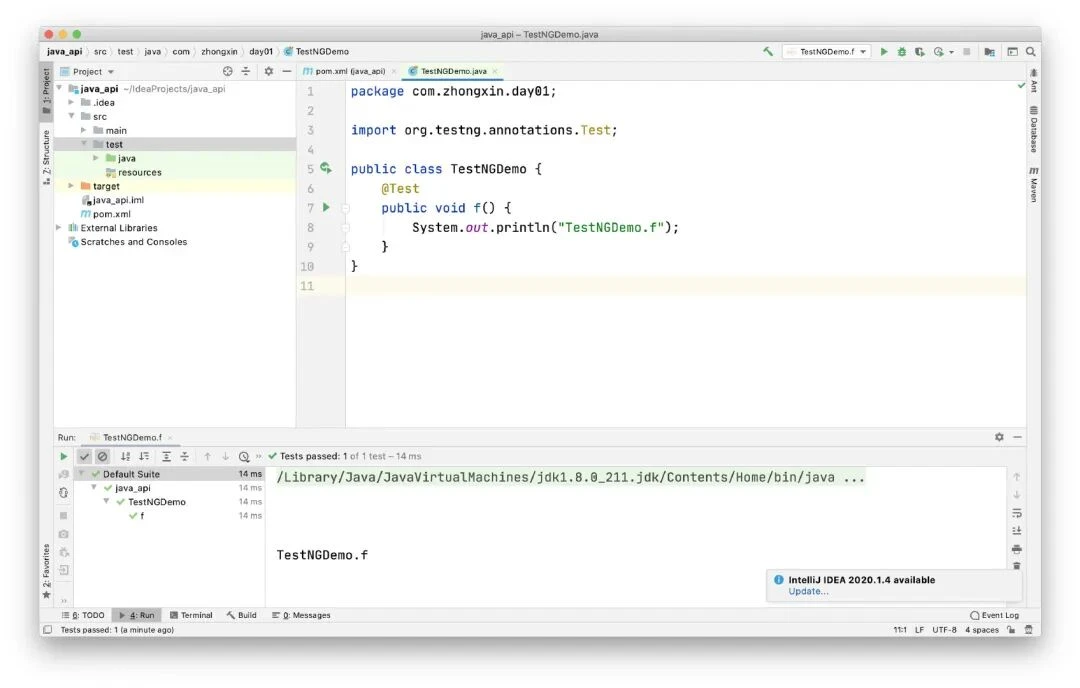 java_api – TestNGDemo.java
java_api src test java com zhongxin day01 TestNGDemo
TestNGDemo.f
1: Project
Project
pom.xml (java_api)
TestNGDemo.java
java_api ~/IdeaProjects/java_api
.idea
src
main
test
java
resources
target
java_api.iml
pom.xml
External Libraries
Scratches and Consoles
Z: Structure
2: Favorites
1 package com.zhongxin.day01;
2
3 import org.testng.annotations.Test;
4
5 public class TestNGDemo {
6 @Test
7 public void f() {
8 System.out.println("TestNGDemo.f");
9 }
10 }
11
Ant
Database
Maven
Run: TestNGDemo.f
Tests passed: 1 of 1 test – 14 ms
Default Suite 14 ms
java_api 14 ms
TestNGDemo 14 ms
f 14 ms
/Library/Java/JavaVirtualMachines/jdk1.8.0_211.jdk/Contents/Home/bin/java ...
TestNGDemo.f
IntelliJ IDEA 2020.1.4 available
Update...
6: TODO 4: Run Terminal Build 0: Messages Event Log
Tests passed: 1 (a minute ago) 11:1 LF UTF-8 4 spaces